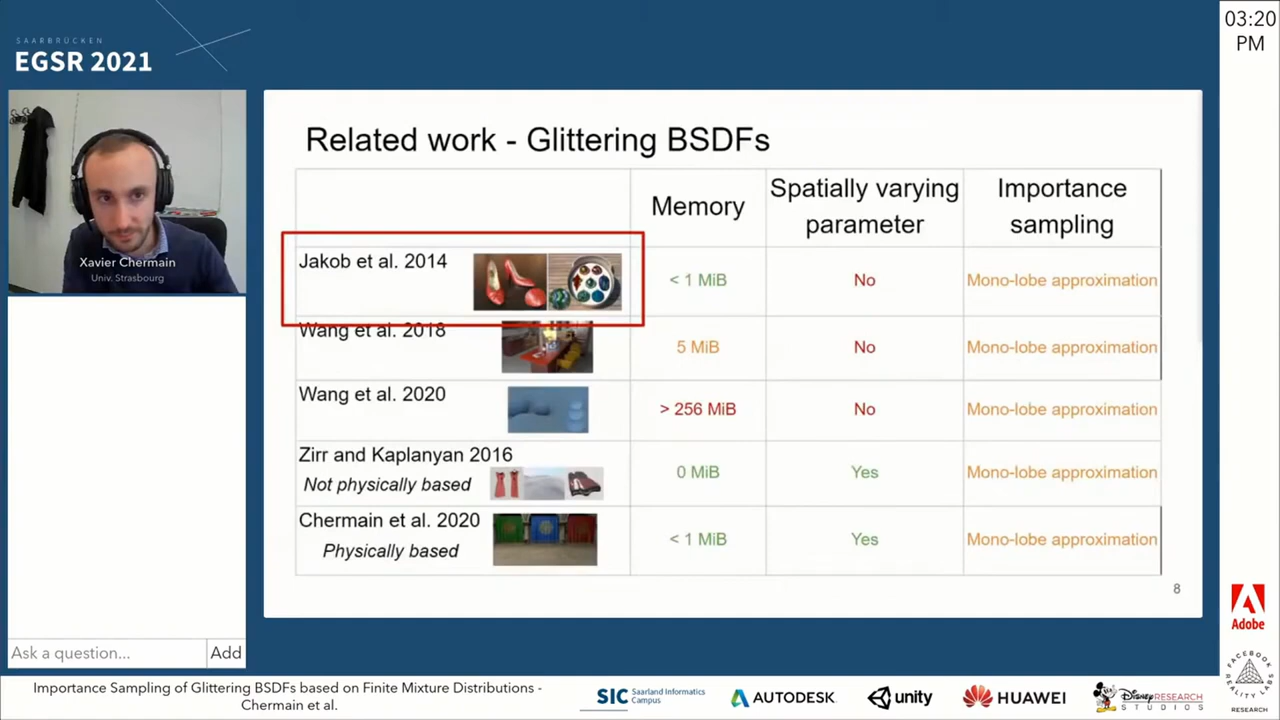 SAARBRÜCKEN
EGSR 2021
03:20
PM
Xavier Chermain
Univ. Strasbourg
Related work - Glittering BSDFs
Memory
Spatially varying
parameter
Importance
sampling
Jakob et al. 2014
< 1 MiB
No
Mono-lobe approximation
Wang et al. 2018
5 MiB
No
Mono-lobe approximation
Wang et al. 2020
> 256 MiB
No
Mono-lobe approximation
Zirr and Kaplanyan 2016
Not physically based
0 MiB
Yes
Mono-lobe approximation
Chermain et al. 2020
Physically based
< 1 MiB
Yes
Mono-lobe approximation
8
Ask a question...
Add
Adobe
FACEBOOK
REALITY LABS
RESEARCH
Importance Sampling of Glittering BSDFs based on Finite Mixture Distributions -
Chermain et al.
SIC Saarland Informatics
Campus
AUTODESK
unity
HUAWEI
Disney RESEARCH
STUDIOS